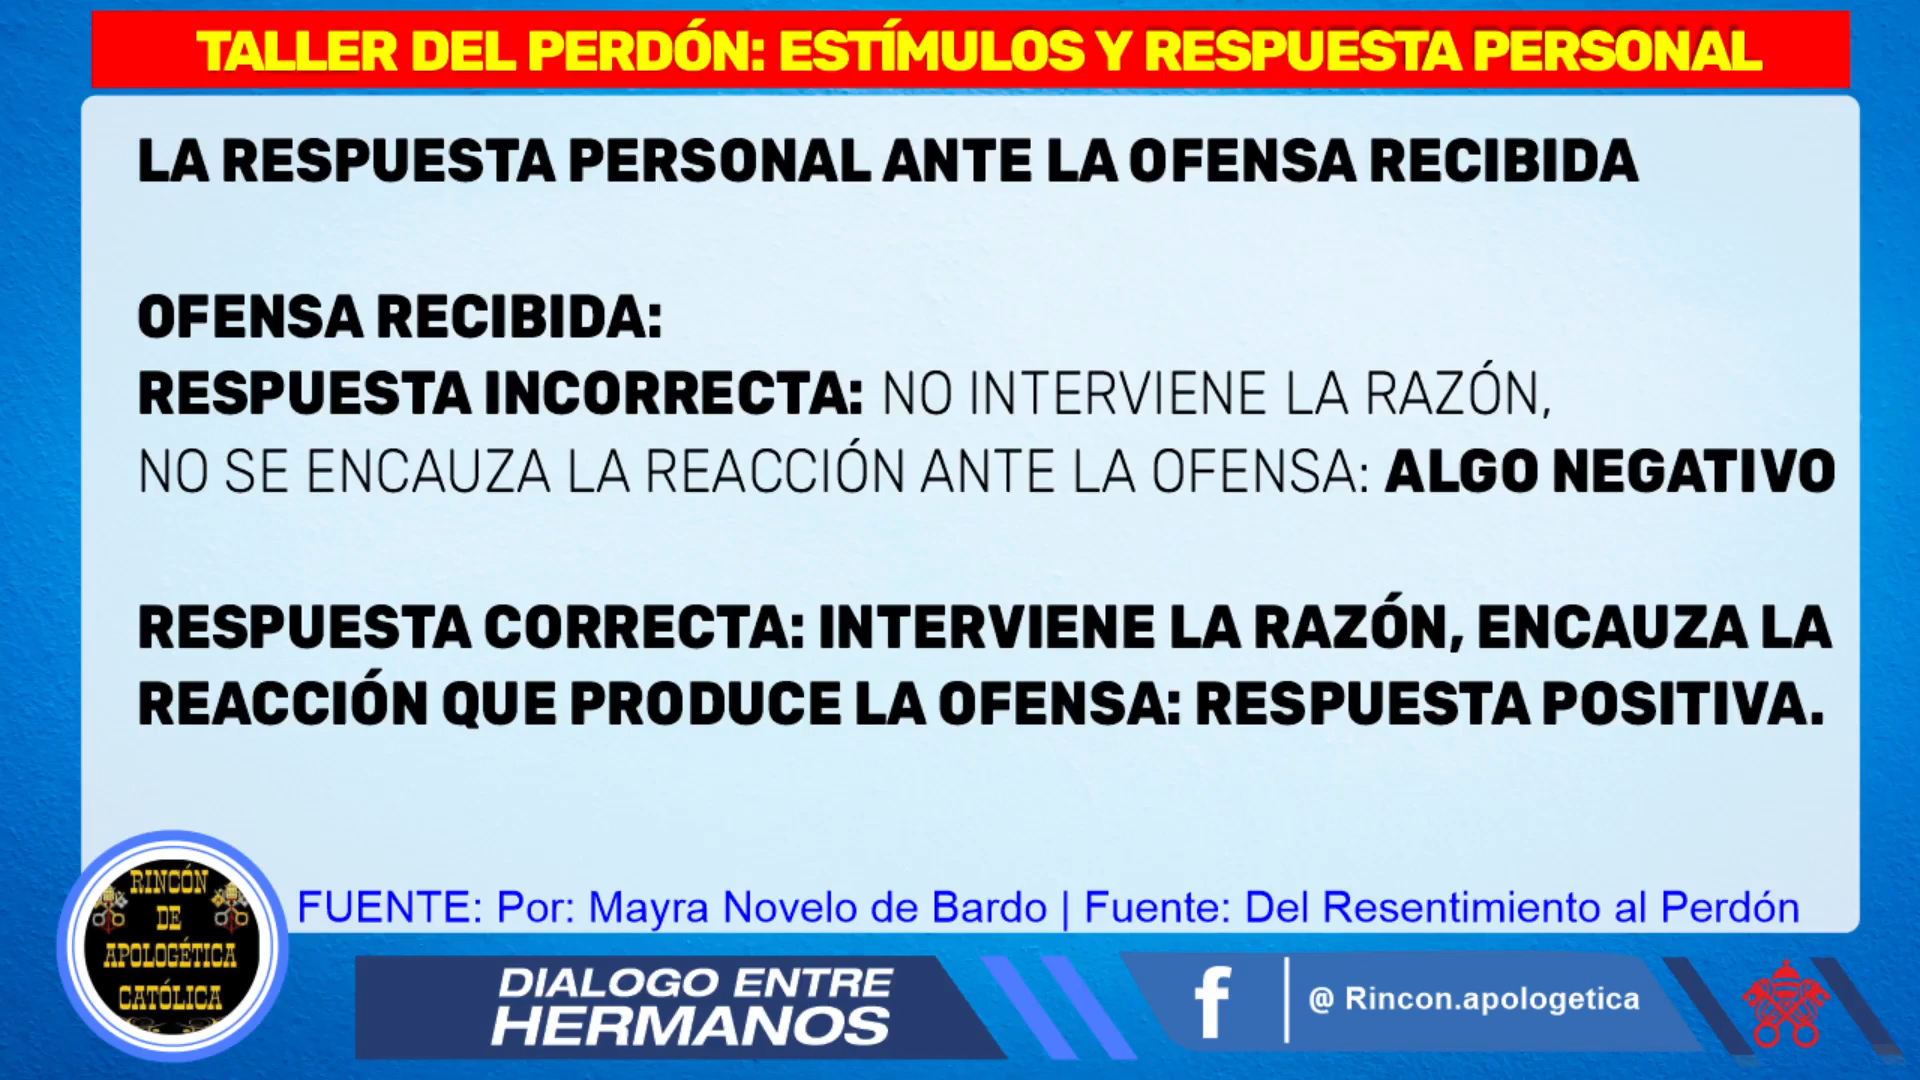 TALLER DEL PERDÓN: ESTÍMULOS Y RESPUESTA PERSONAL
LA RESPUESTA PERSONAL ANTE LA OFENSA RECIBIDA
OFENSA RECIBIDA:
RESPUESTA INCORRECTA: NO INTERVIENE LA RAZÓN,
NO SE ENCAUZA LA REACCIÓN ANTE LA OFENSA: ALGO NEGATIVO
RESPUESTA CORRECTA: INTERVIENE LA RAZÓN, ENCAUZA LA
REACCIÓN QUE PRODUCE LA OFENSA: RESPUESTA POSITIVA.
FUENTE: Por: Mayra Novelo de Bardo | Fuente: Del Resentimiento al Perdón
RINCÓN
DE
APOLOGÉTICA
CATÓLICA
DIALOGO ENTRE
HERMANOS
f
@ Rincon.apologetica